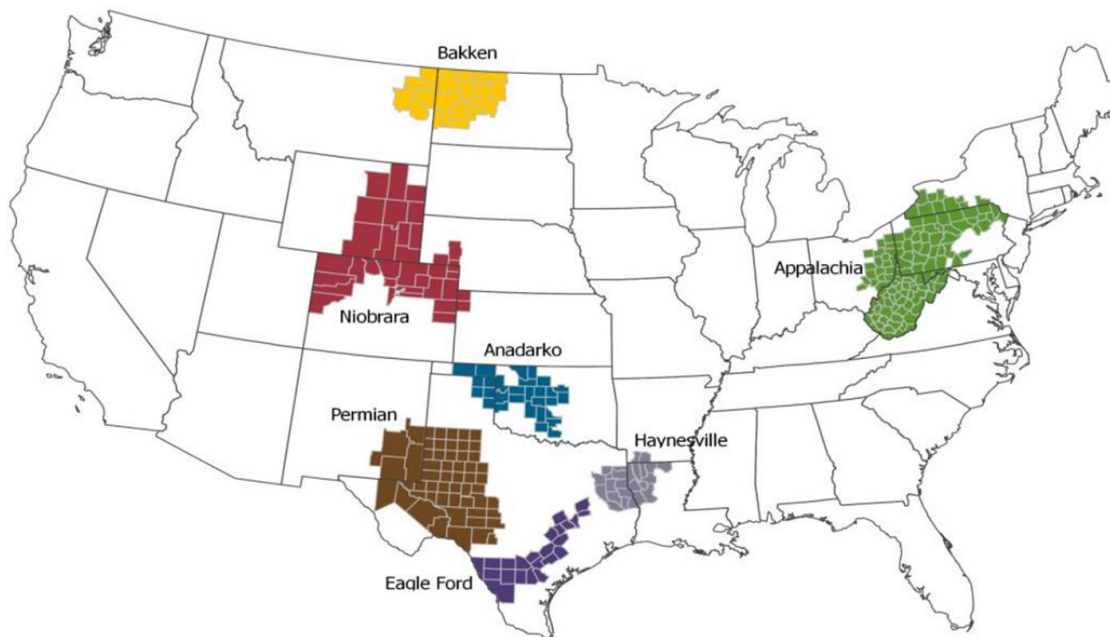 Bakken
Appalachia
Niobrara
Anadarko
Permian
Haynesville
Eagle Ford